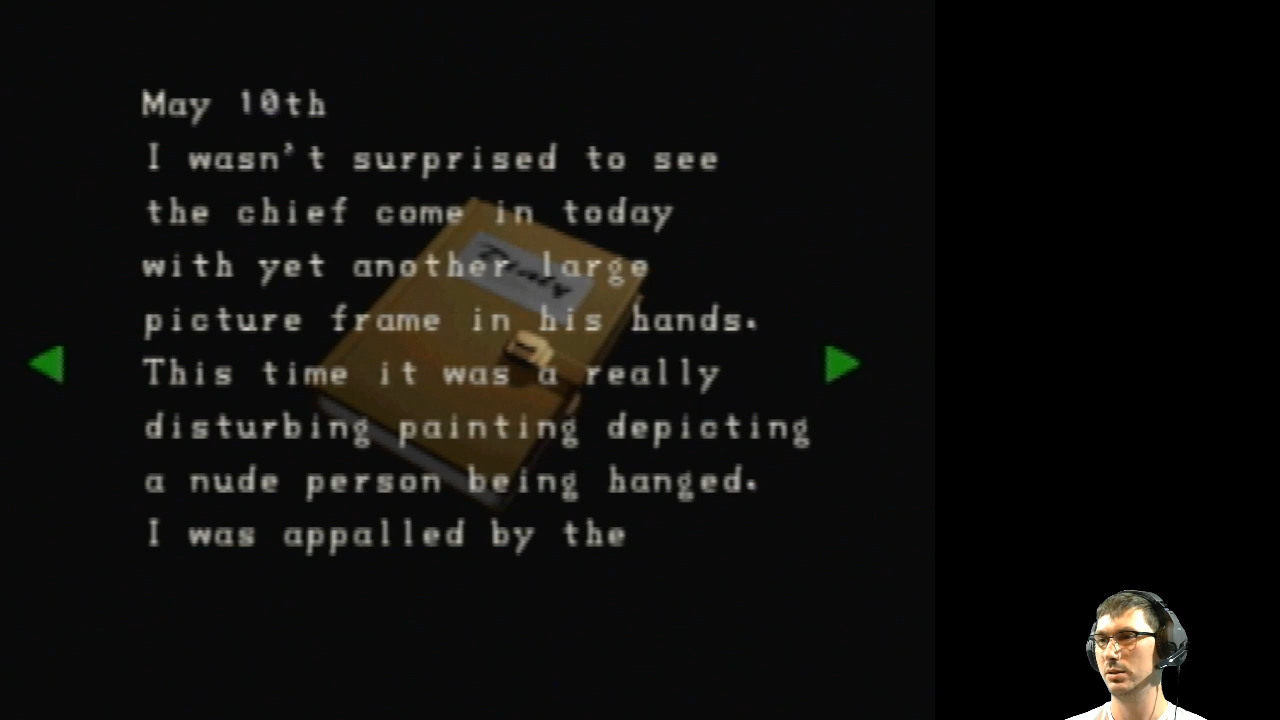 May 10th
I wasn't surprised to see
the chief come in today
with yet another large
picture frame in his hands.
This time it was a really
disturbing painting depicting
a nude person being hanged.
I was appalled by the
Diary